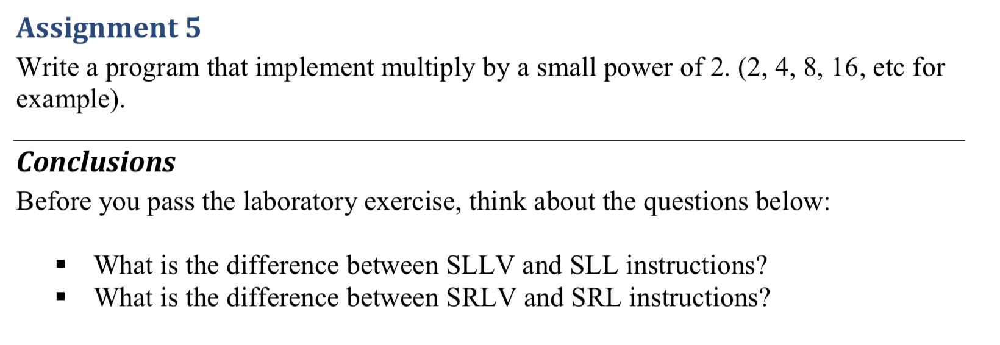 Assignment 5
Write a program that implement multiply by a small power of 2. (2, 4, 8, 16, etc for
example).
Conclusions
Before you pass the laboratory exercise, think about the questions below:
▪ What is the difference between SLLV and SLL instructions?
▪ What is the difference between SRLV and SRL instructions?